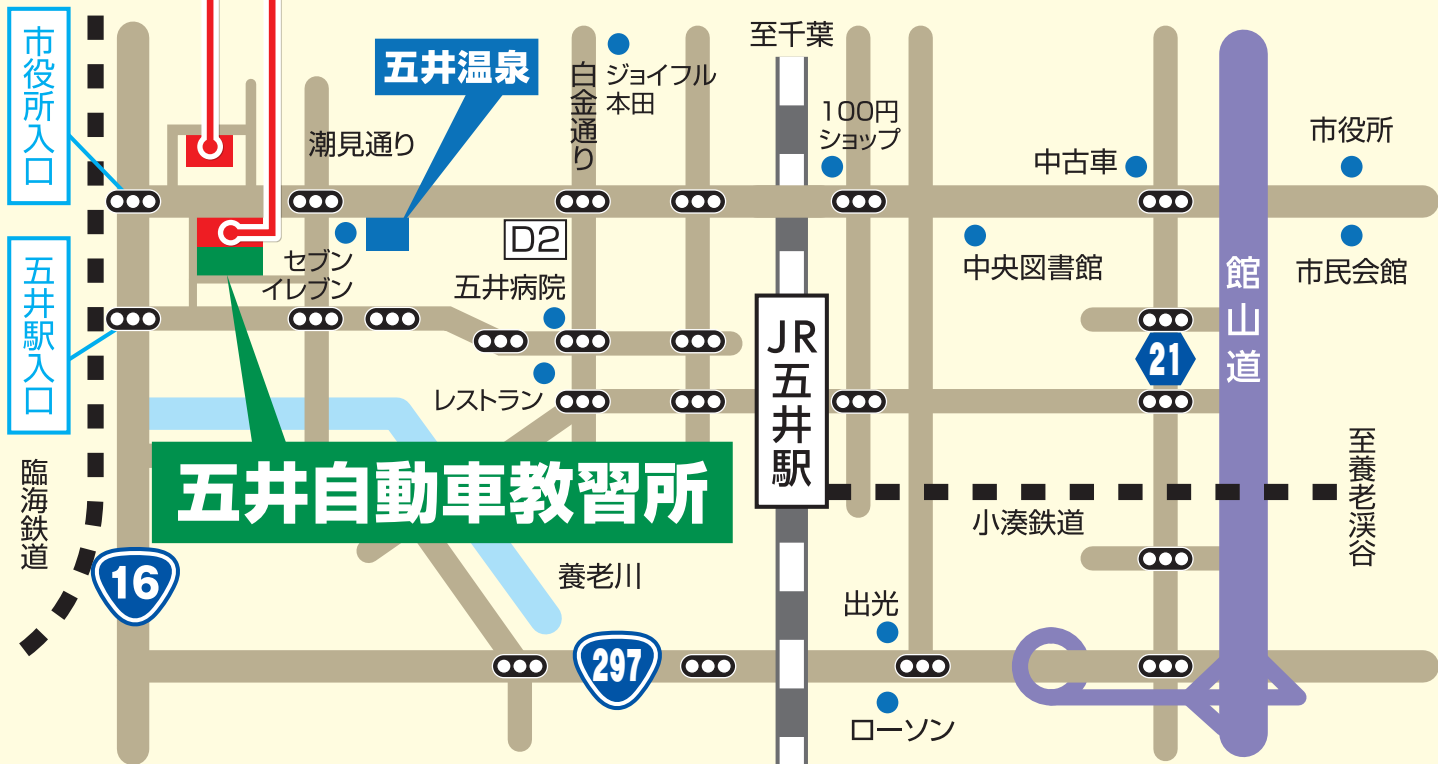 市役所入口
五井温泉
白金通り
ジョイフル
本田
至千葉
100円
ショップ
潮見通り
中古車
市役所
D2
セブン
イレブン
五井病院
中央図書館
市民会館
五井駅入口
館山道
JR五井駅
21
レストラン
五井自動車教習所
臨海鉄道
小湊鉄道
至養老渓谷
16
養老川
出光
297
ローソン